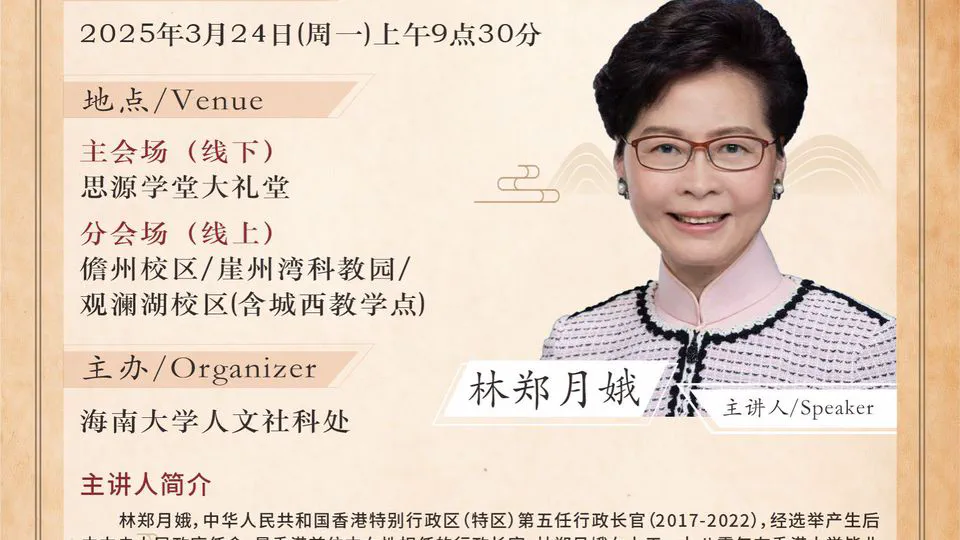 2025年3月24日(周一)上午9点30分
地点/Venue
主会场（线下）
思源学堂大礼堂
分会场（线上）
儋州校区/崖州湾科教园/
观澜湖校区(含城西教学点)
主办/Organizer
林郑月娥
主讲人/Speaker
海南大学人文社科处
主讲人简介
林郑月娥，中华人民共和国香港特别行政区（特区）第五任行政长官（2017-2022），经选举产生后